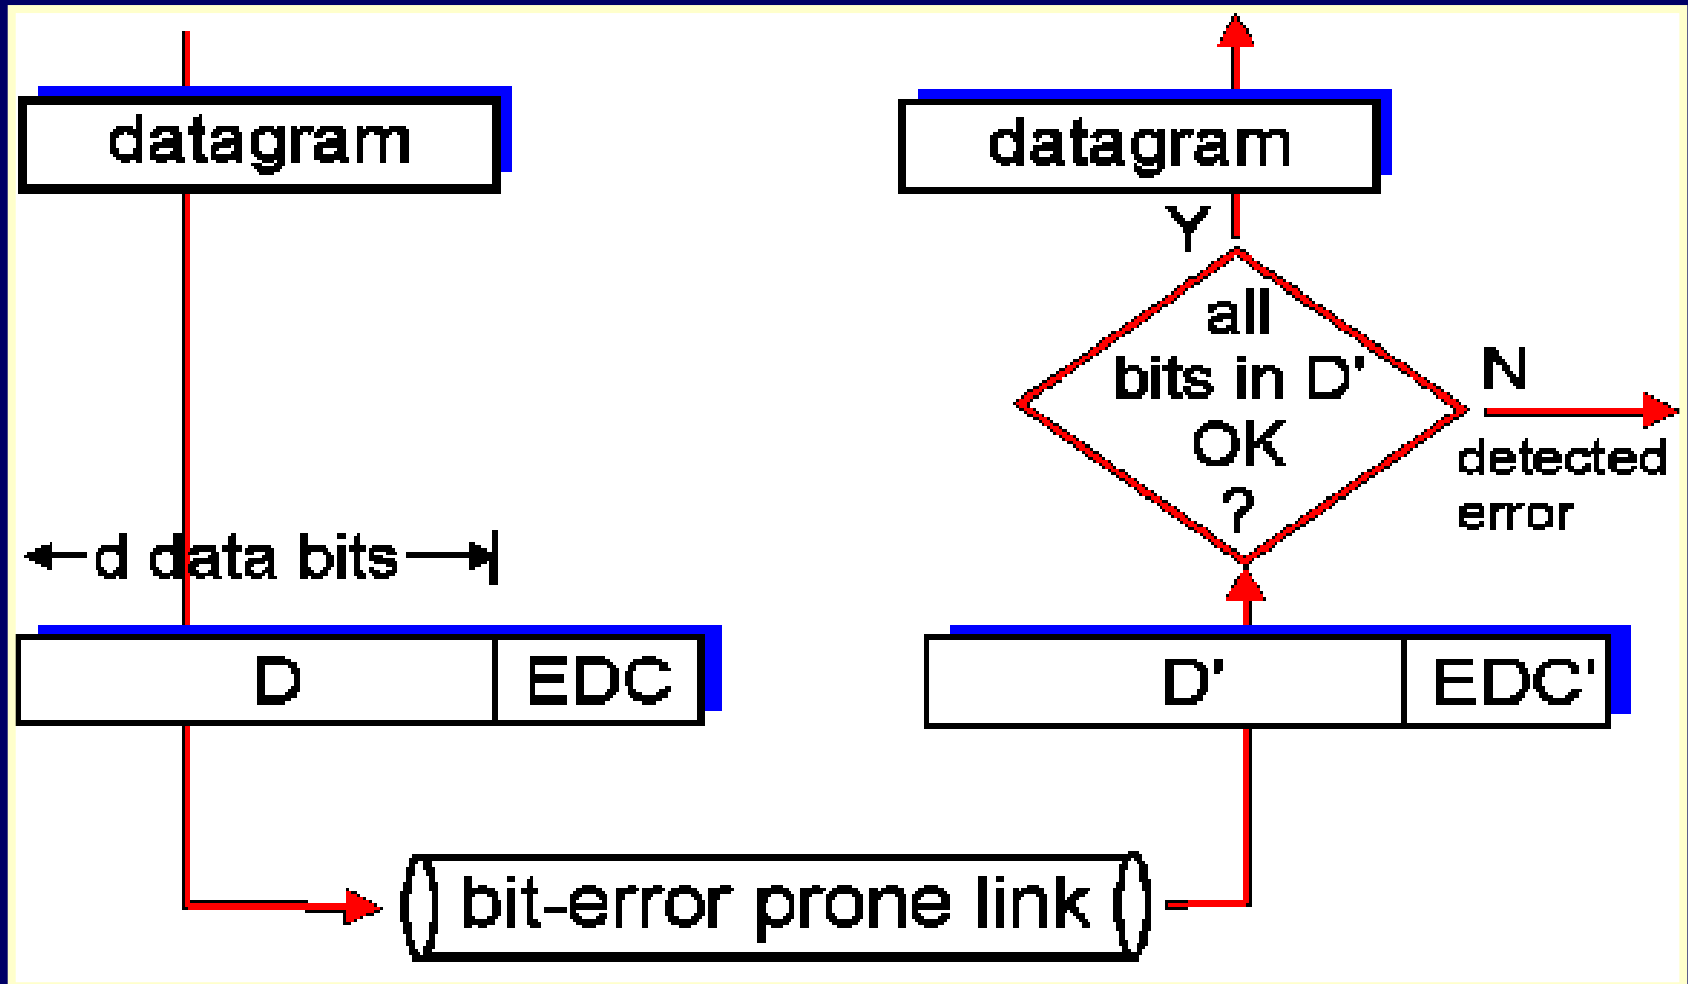 datagram
d data bits
D
EDC
bit-error prone link
datagram
Y
all
bits in D'
OK
?
N
detected
error
D'
EDC'